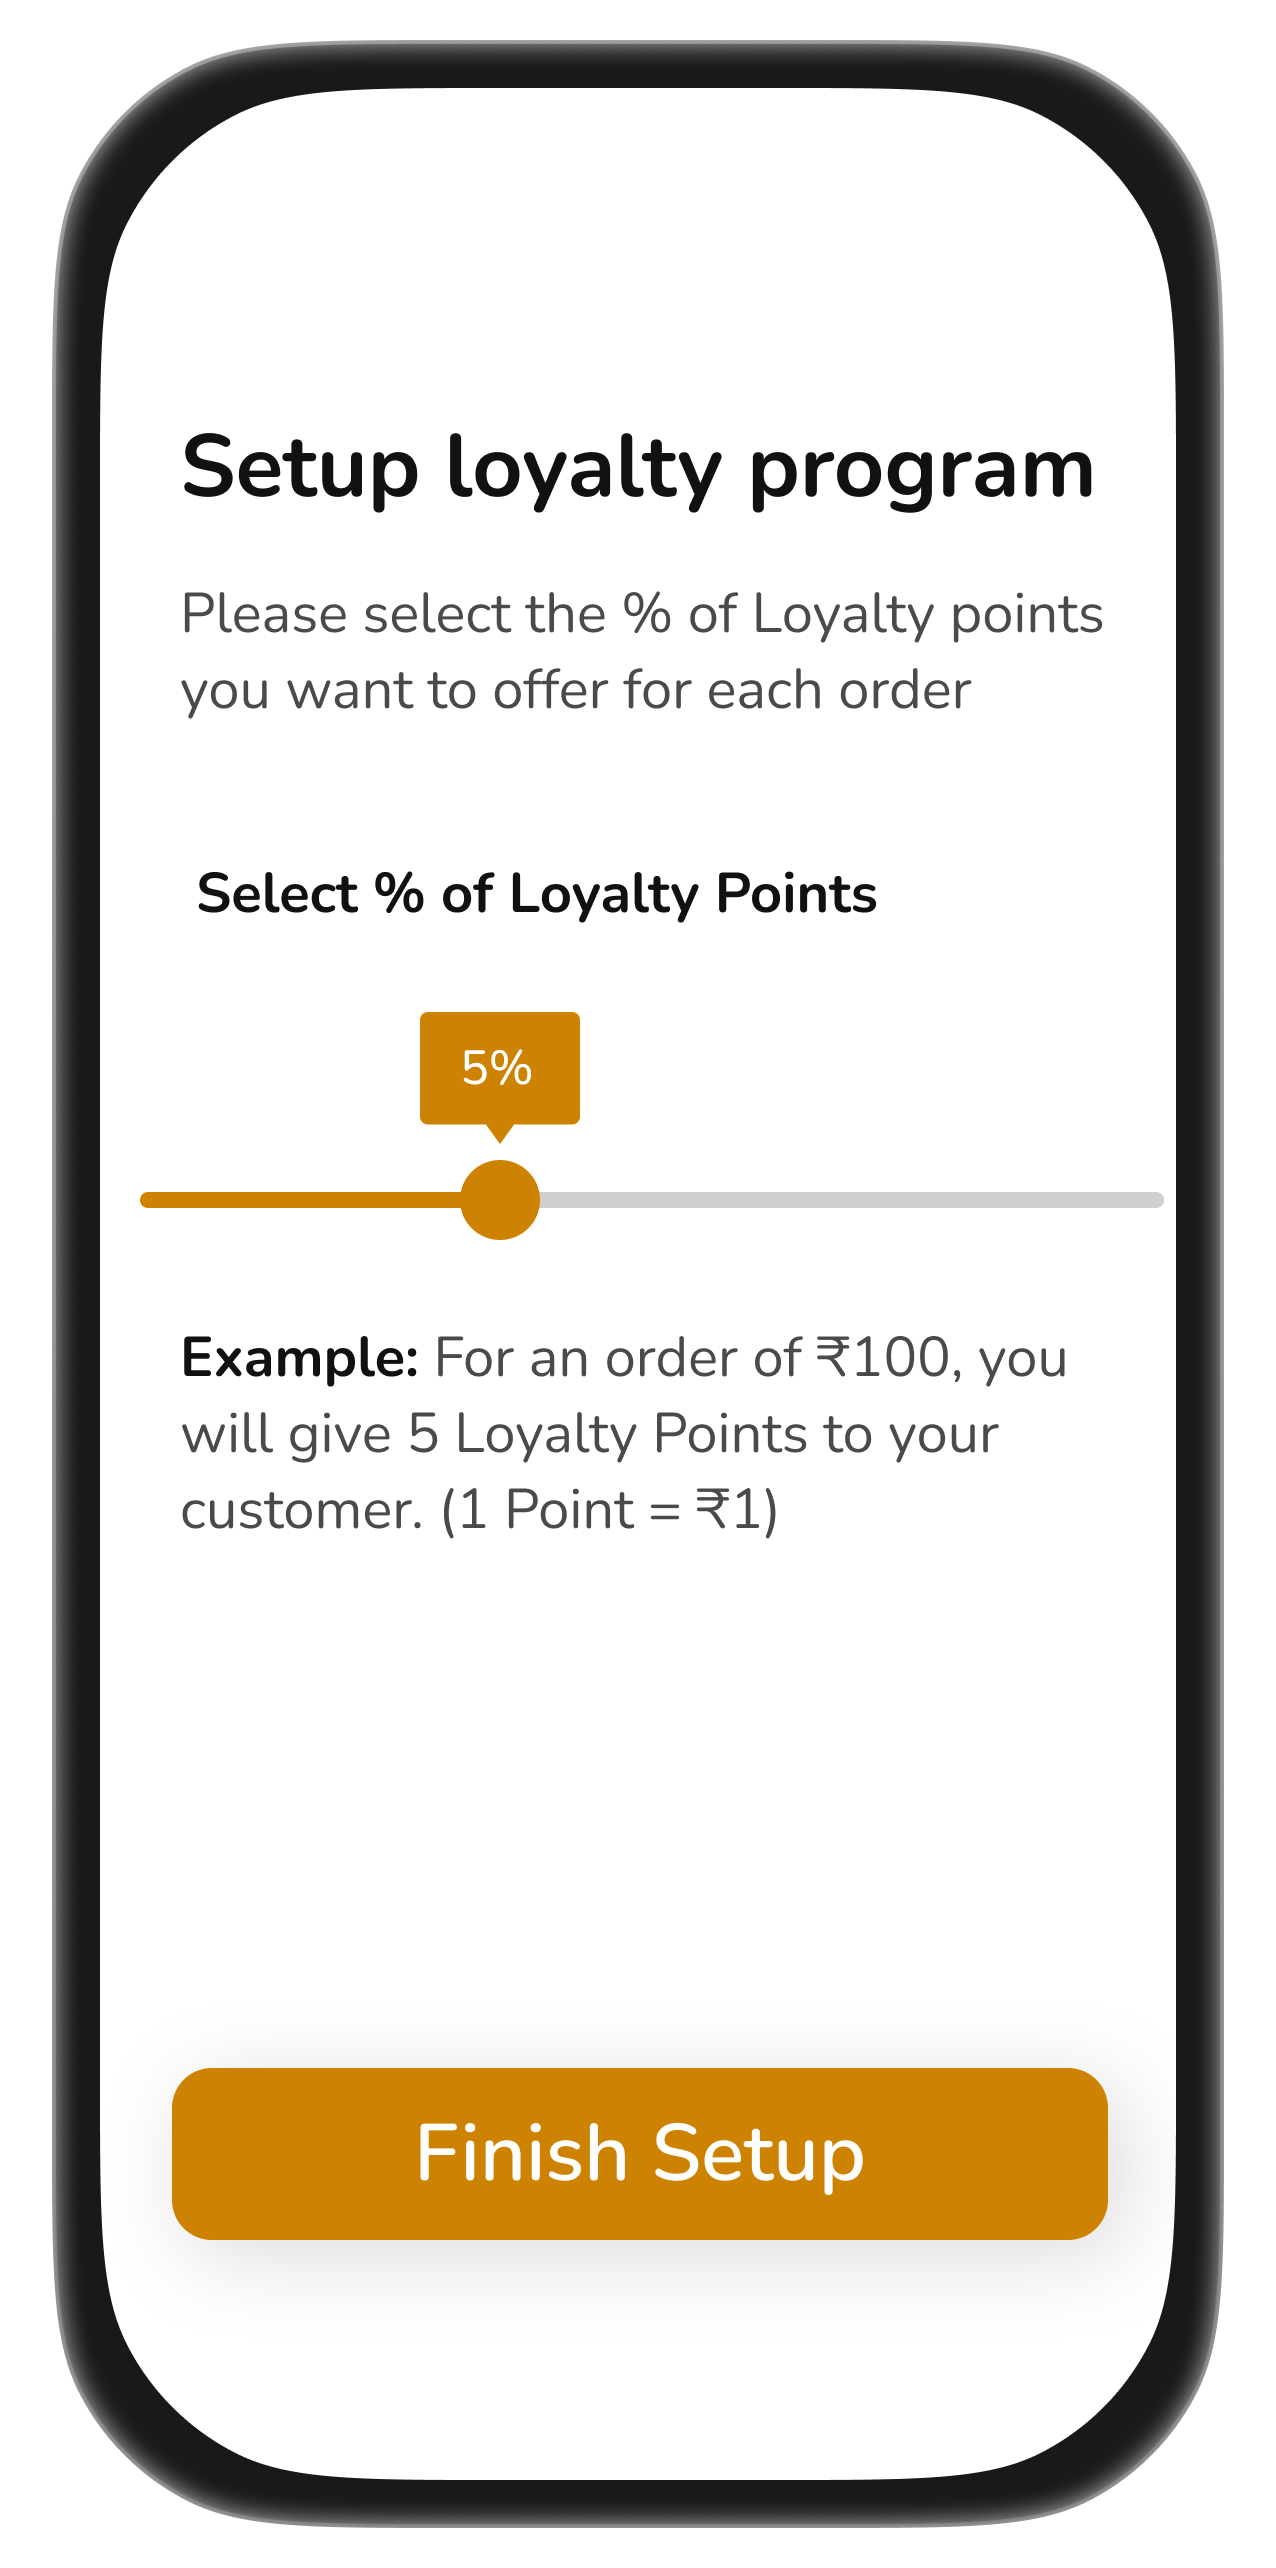 Setup loyalty program
Please select the % of Loyalty points
you want to offer for each order
Select % of Loyalty Points
5%
Example: For an order of ₹100, you
will give 5 Loyalty Points to your
customer. (1 Point = ₹1)
Finish Setup